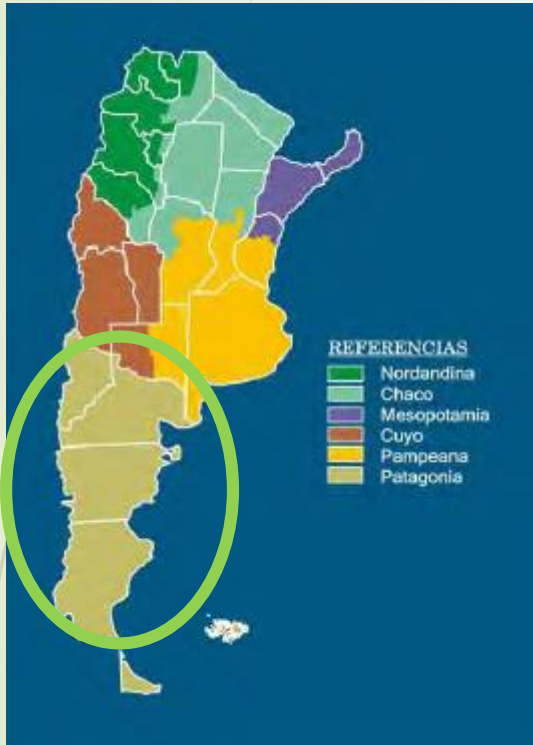 REFERENCIAS
Nordandina
Chaco
Mesopotamia
Cuyo
Pampeana
Patagonia